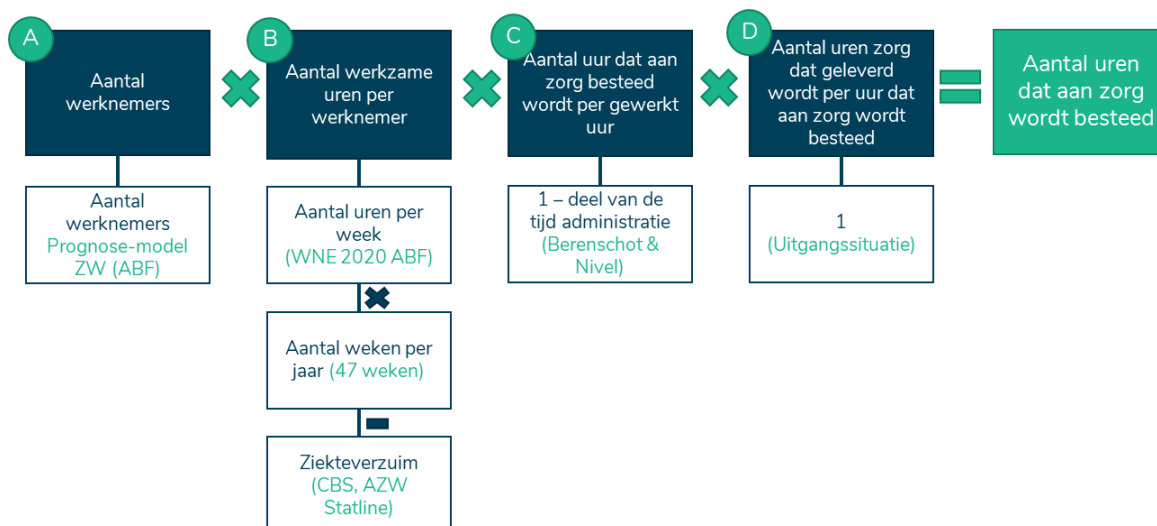 A
Aantal
werknemers
B
Aantal werkzame
uren per
werknemer
C
Aantal uur dat aan
zorg besteed
wordt per gewerkt
uur
D
Aantal uren zorg
dat geleverd
wordt per uur dat
aan zorg wordt
besteed
Aantal uren
dat aan zorg
wordt besteed
Aantal
werknemers
Prognose-model
ZW (ABF)
Aantal uren per
week
(WNE 2020 ABF)
Aantal weken per
jaar (47 weken)
Ziekteverzuim
(CBS, AZW
Statline)
1 – deel van de
tijd administratie
(Berenschot &
Nivel)
1
(Uitgangssituatie)